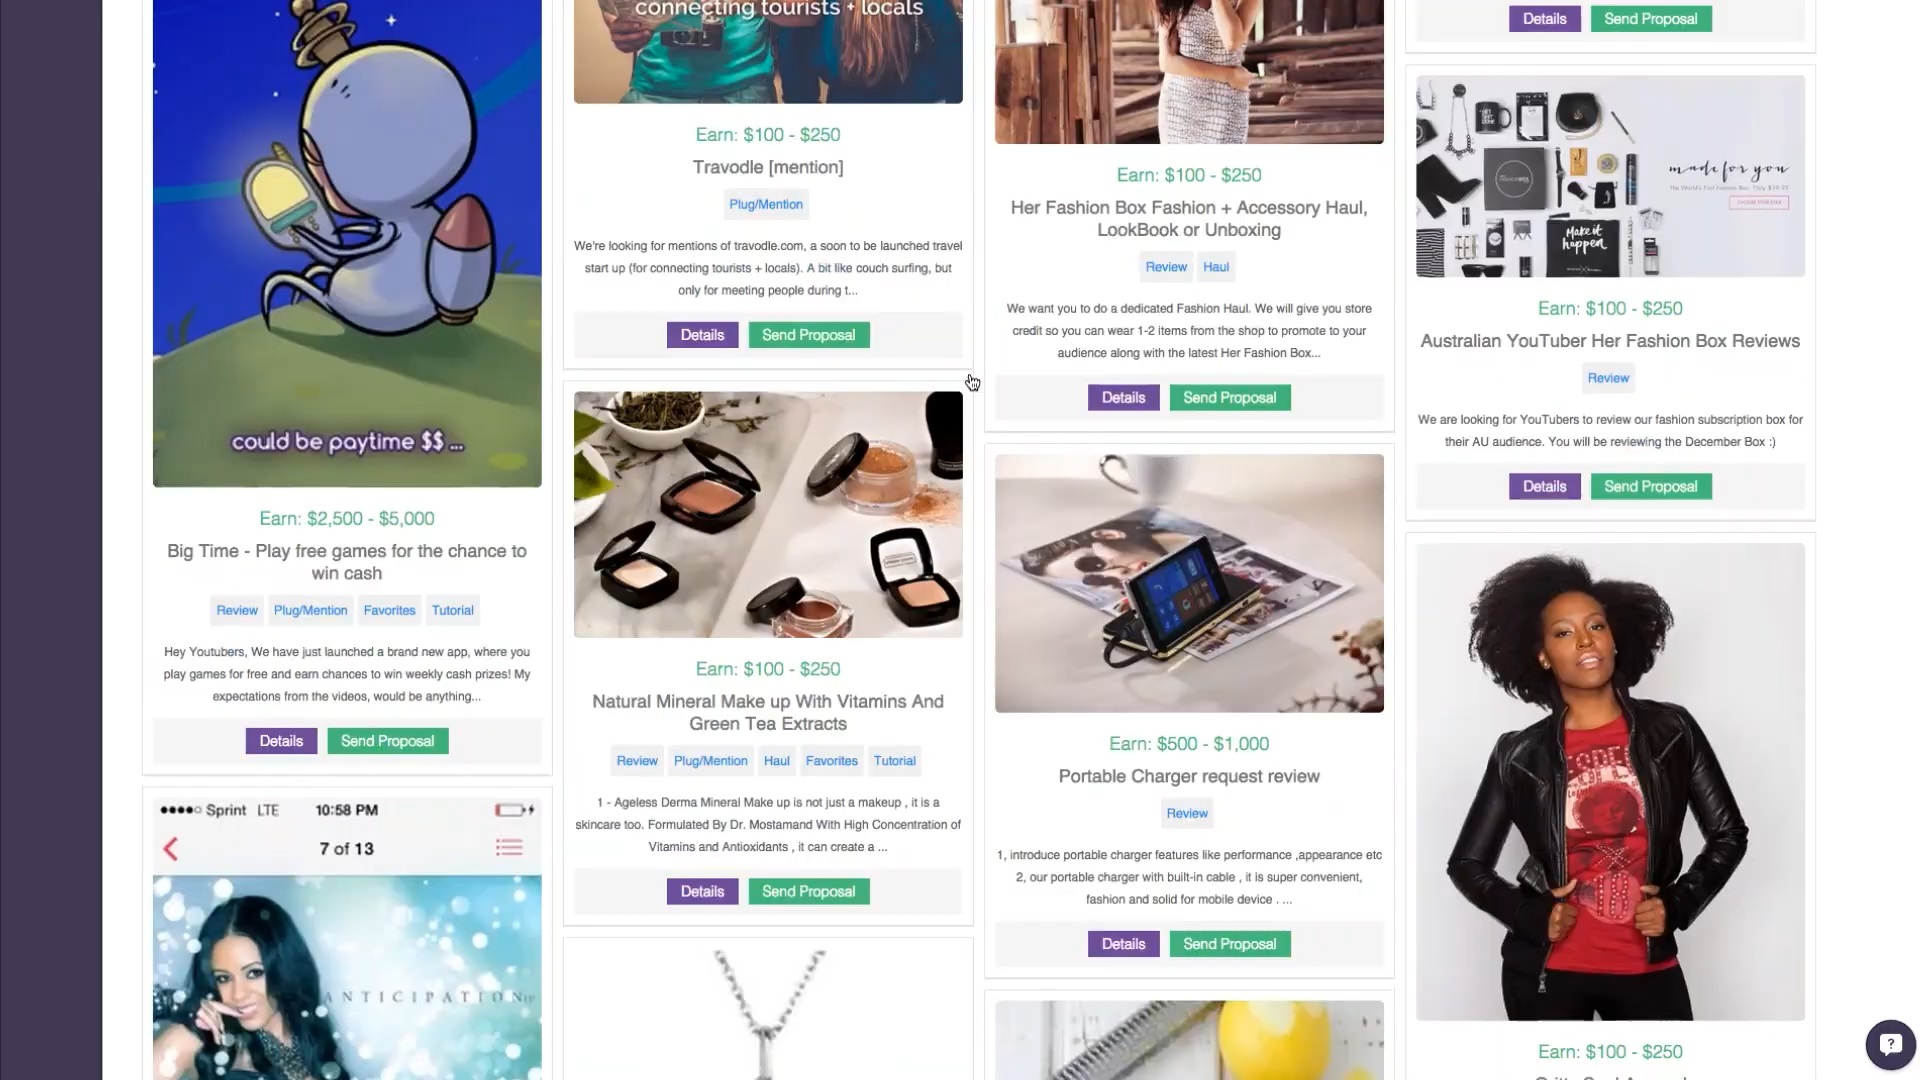 could be paytime $$ ...
Earn: $2,500 - $5,000
Big Time - Play free games for the chance to
win cash
Review Plug/Mention Favorites Tutorial
Hey Youtubers, We have just launched a brand new app, where you
play games for free and earn chances to win weekly cash prizes! My
expectations from the videos, would be anything...
Details Send Proposal
Sprint LTE 10:58 PM
7 of 13
ANTICIPATION
connecting tourists + locals
Earn: $100 - $250
Travodle [mention]
Plug/Mention
We're looking for mentions of travodle.com, a soon to be launched travel
start up (for connecting tourists + locals). A bit like couch surfing, but
only for meeting people during t...
Details Send Proposal
Earn: $100 - $250
Natural Mineral Make up With Vitamins And
Green Tea Extracts
Review Plug/Mention Haul Favorites Tutorial
1 - Ageless Derma Mineral Make up is not just a makeup , it is a
skincare too. Formulated By Dr. Mostamand With High Concentration of
Vitamins and Antioxidants , it can create a ...
Details Send Proposal
Earn: $100 - $250
Her Fashion Box Fashion + Accessory Haul,
LookBook or Unboxing
Review Haul
We want you to do a dedicated Fashion Haul. We will give you store
credit so you can wear 1-2 items from the shop to promote to your
audience along with the latest Her Fashion Box...
Details Send Proposal
Earn: $500 - $1,000
Portable Charger request review
Review
1, introduce portable charger features like performance ,appearance etc
2, our portable charger with built-in cable , it is super convenient,
fashion and solid for mobile device . ...
Details Send Proposal
Details Send Proposal
made for you
Make it
happen
Earn: $100 - $250
Australian YouTuber Her Fashion Box Reviews
Review
We are looking for YouTubers to review our fashion subscription box for
their AU audience. You will be reviewing the December Box :)
Details Send Proposal
Earn: $100 - $250